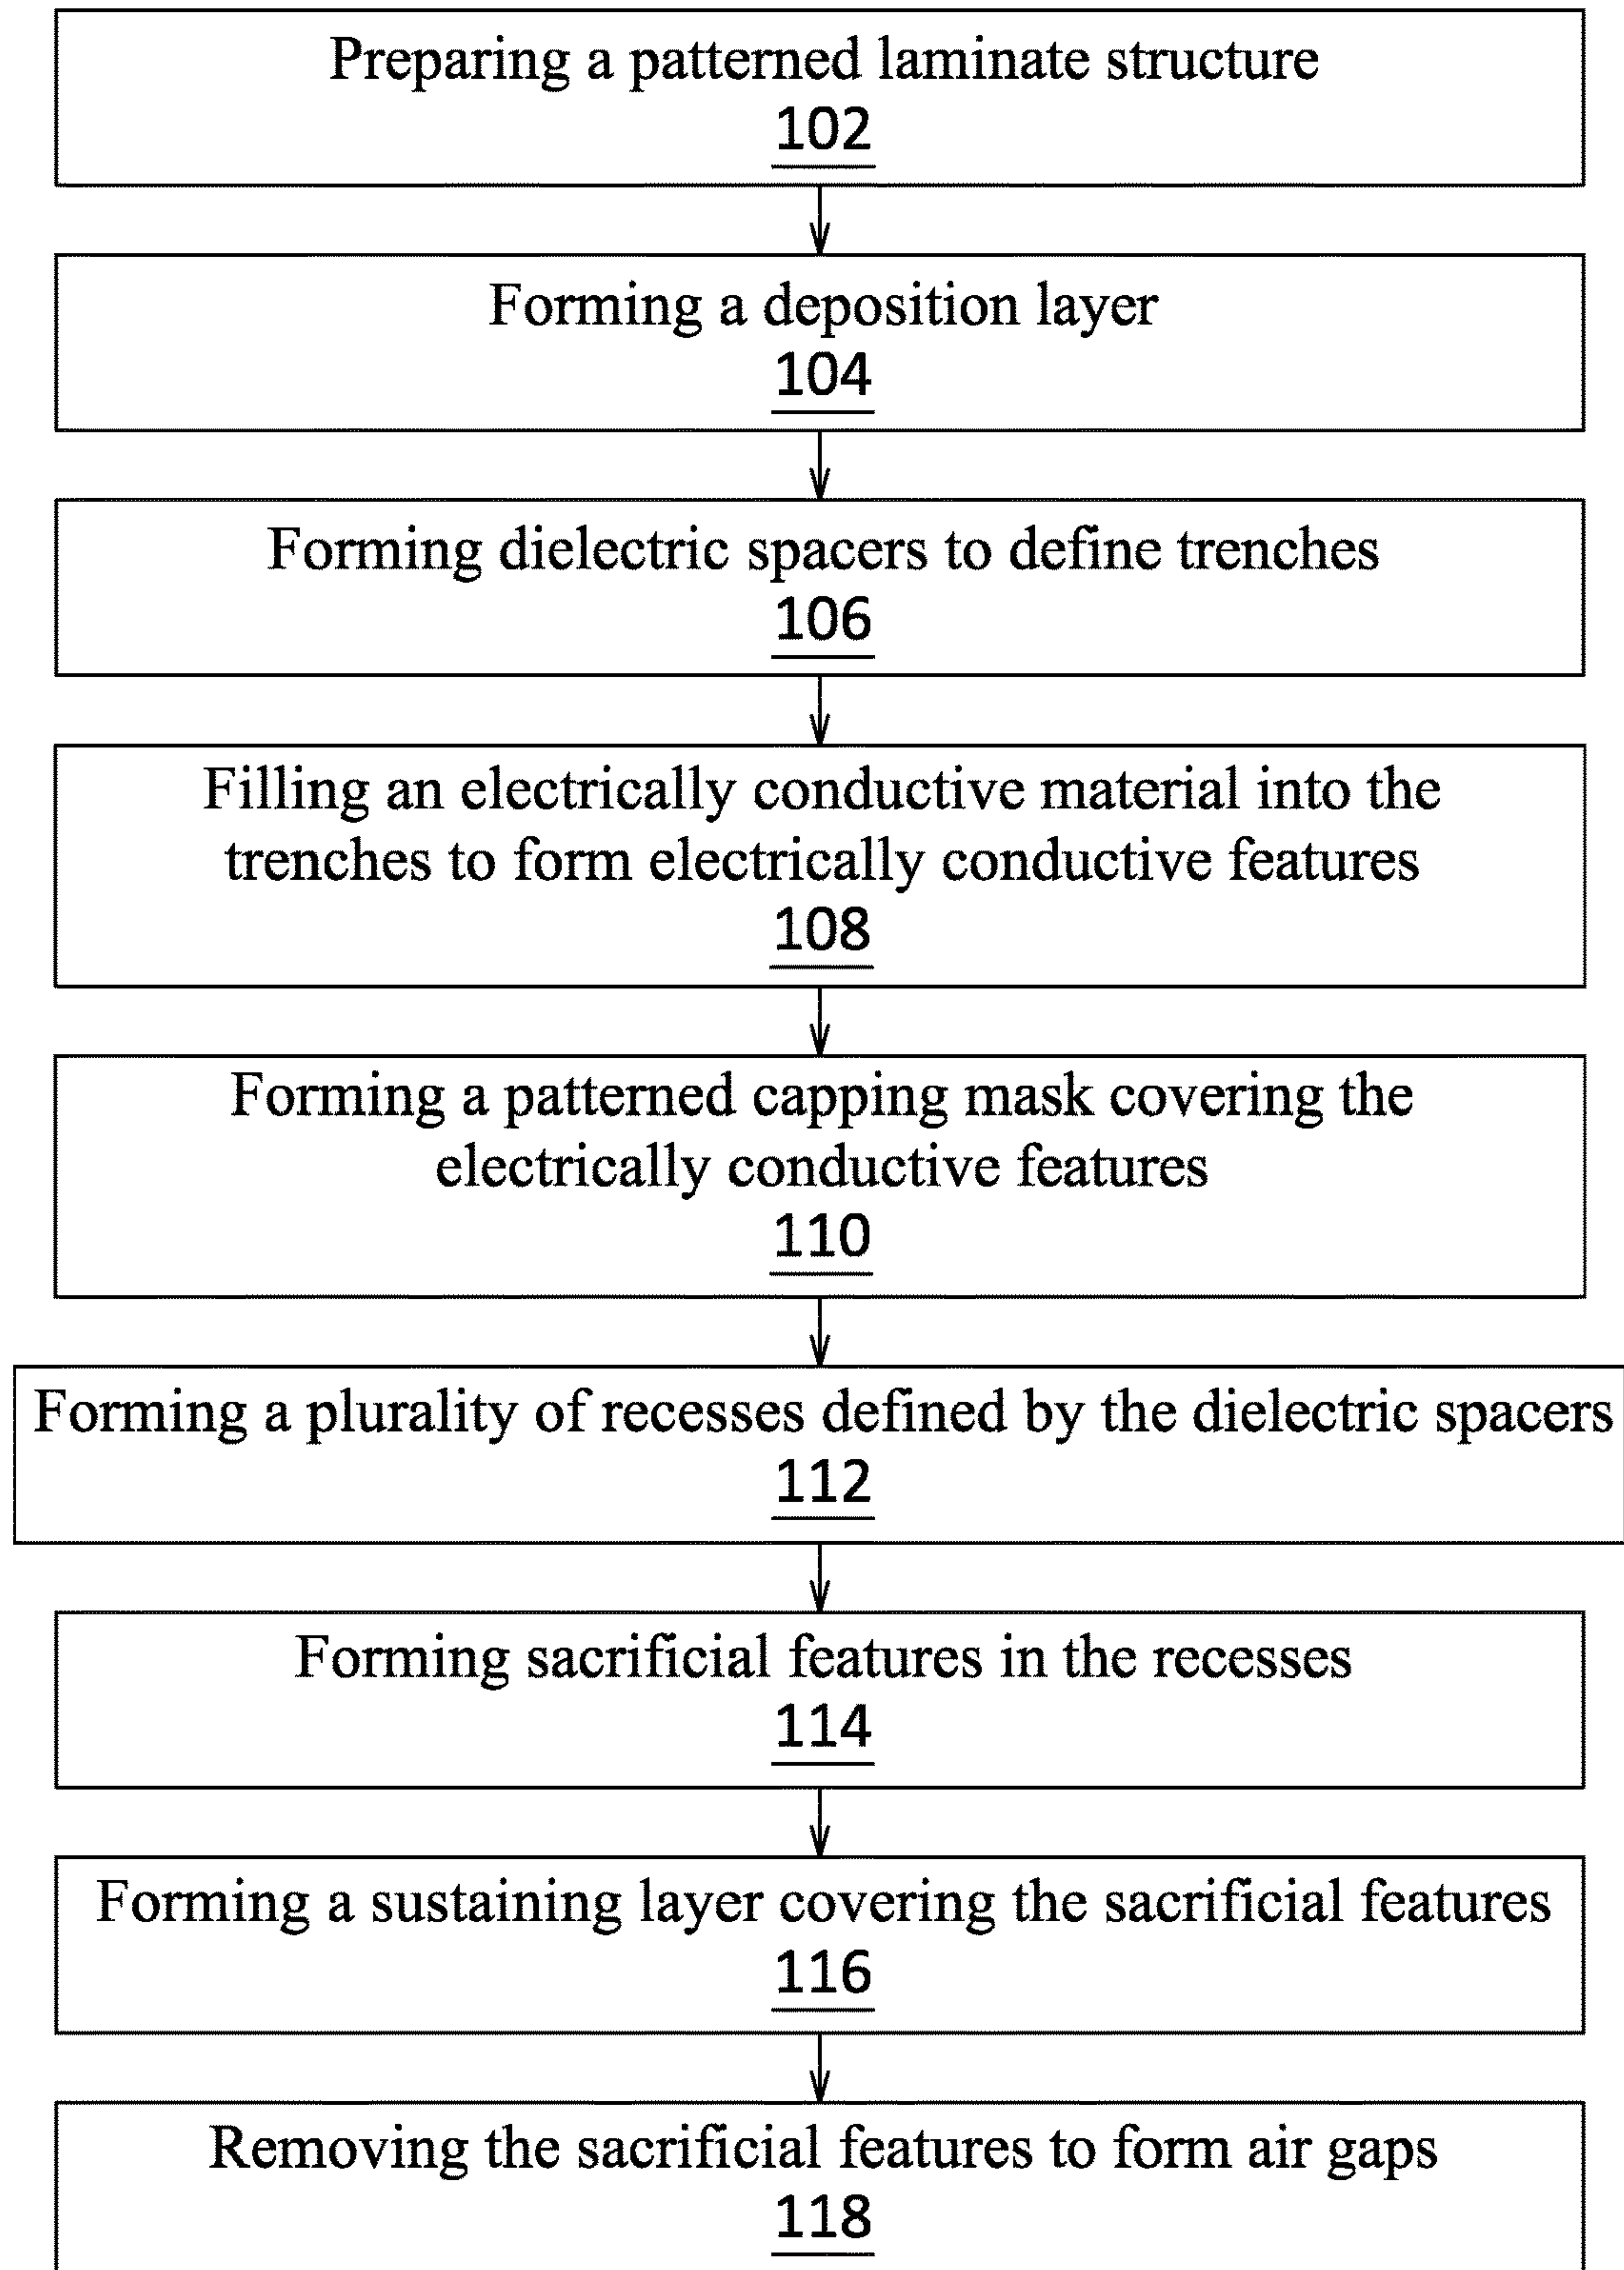 Preparing a patterned laminate structure
102
Forming a deposition layer
104
Forming dielectric spacers to define trenches
106
Filling an electrically conductive material into the
trenches to form electrically conductive features
108
Forming a patterned capping mask covering the
electrically conductive features
110
Forming a plurality of recesses defined by the dielectric spacers
112
Forming sacrificial features in the recesses
114
Forming a sustaining layer covering the sacrificial features
116
Removing the sacrificial features to form air gaps
118